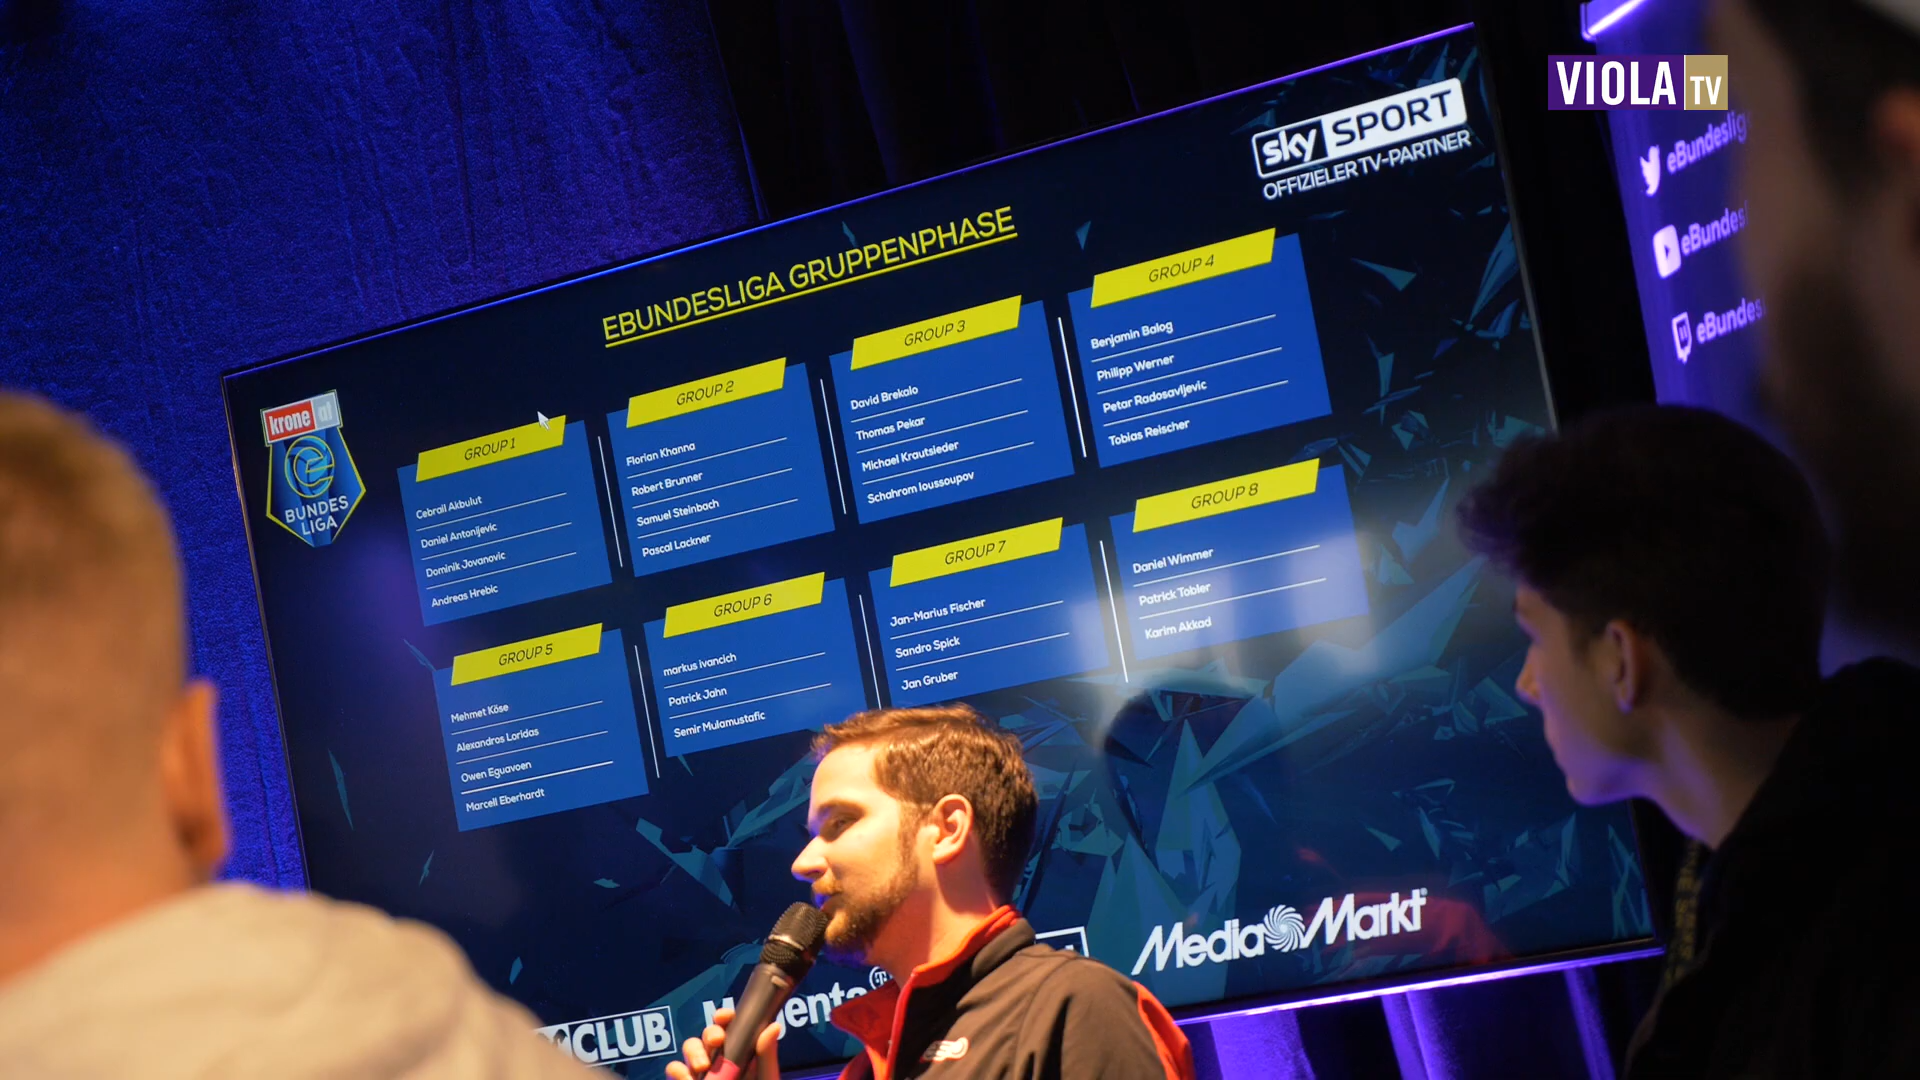 VIOLA TV
sky SPORT
OFFIZIELER TV-PARTNER
EBUNDESLIGA GRUPPENPHASE
krone.at
BUNDES
LIGA
GROUP 1
Cebrail Akbulut
Daniel Antonijevic
Dominik Jovanovic
Andreas Hrebic
GROUP 2
Florian Khanna
Robert Brunner
Samuel Steinbach
Pascal Lackner
GROUP 3
David Brekalo
Thomas Pekar
Michael Krautsieder
Schahrom Ioussoupov
GROUP 4
Benjamin Balog
Philipp Werner
Petar Radosavljevic
Tobias Reischer
GROUP 5
Mehmet Köse
Alexandros Loridas
Owen Eguavoen
Marcell Eberhardt
GROUP 6
markus ivancich
Patrick Jahn
Semir Mulamustafic
GROUP 7
Jan-Marius Fischer
Sandro Spick
Jan Gruber
GROUP 8
Daniel Wimmer
Patrick Tobler
Karim Akkad
eBundeslig
eBundes
eBundes
CLUB
MediaMarkt